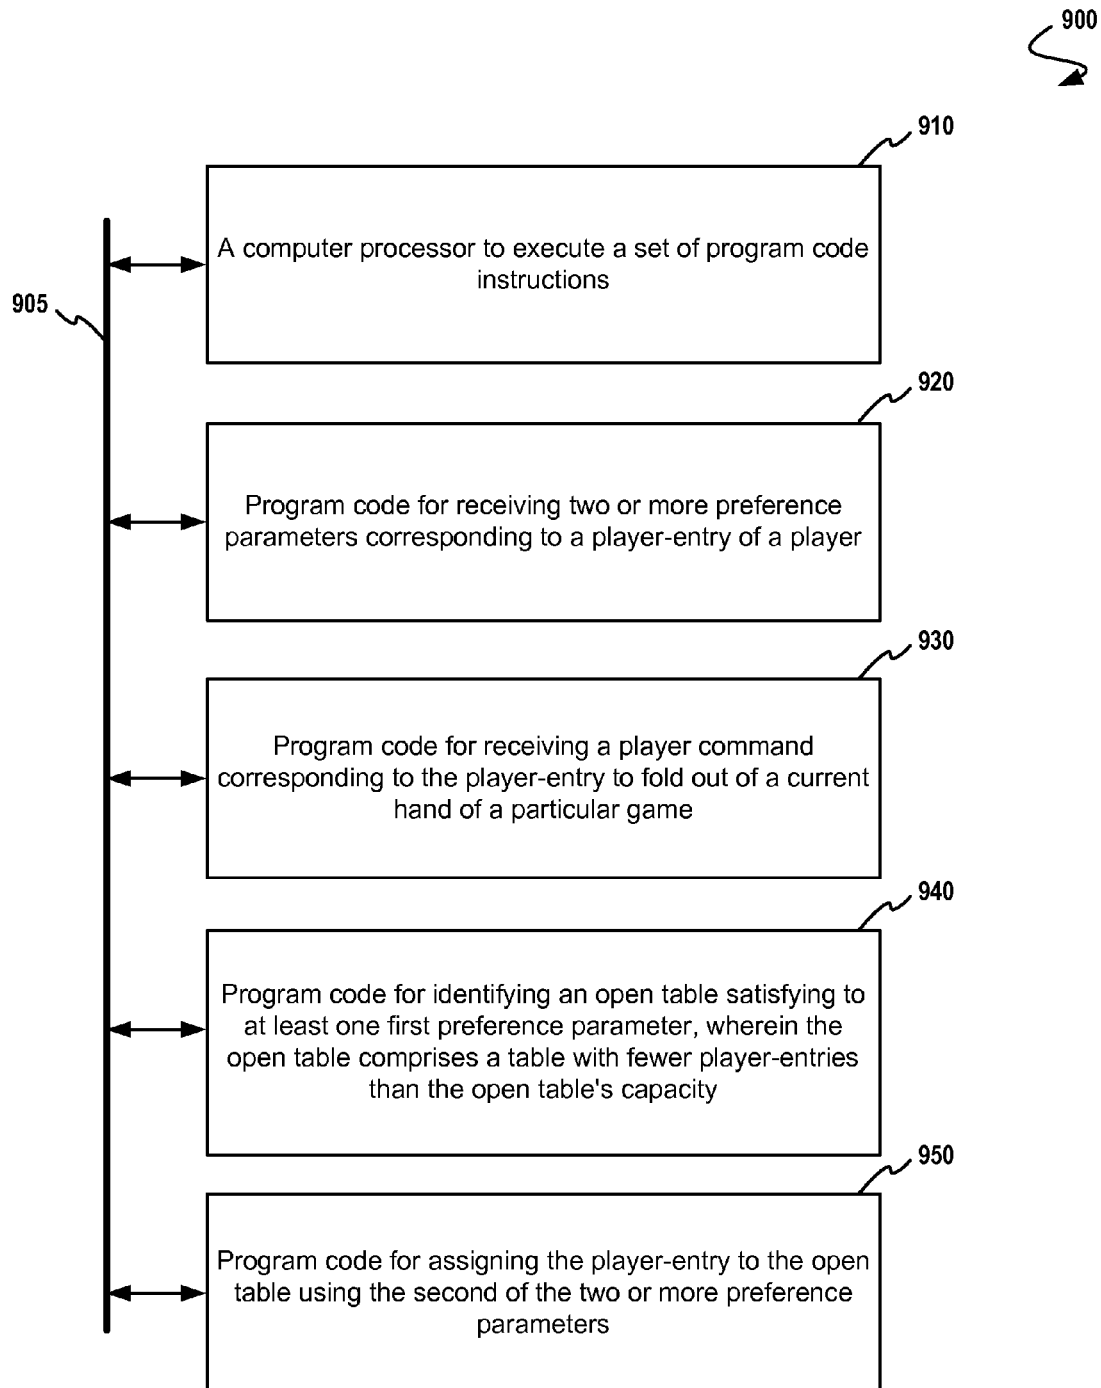 900
910
A computer processor to execute a set of program code
instructions
905
920
Program code for receiving two or more preference
parameters corresponding to a player-entry of a player
930
Program code for receiving a player command
corresponding to the player-entry to fold out of a current
hand of a particular game
940
Program code for identifying an open table satisfying to
at least one first preference parameter, wherein the
open table comprises a table with fewer player-entries
than the open table's capacity
950
Program code for assigning the player-entry to the open
table using the second of the two or more preference
parameters